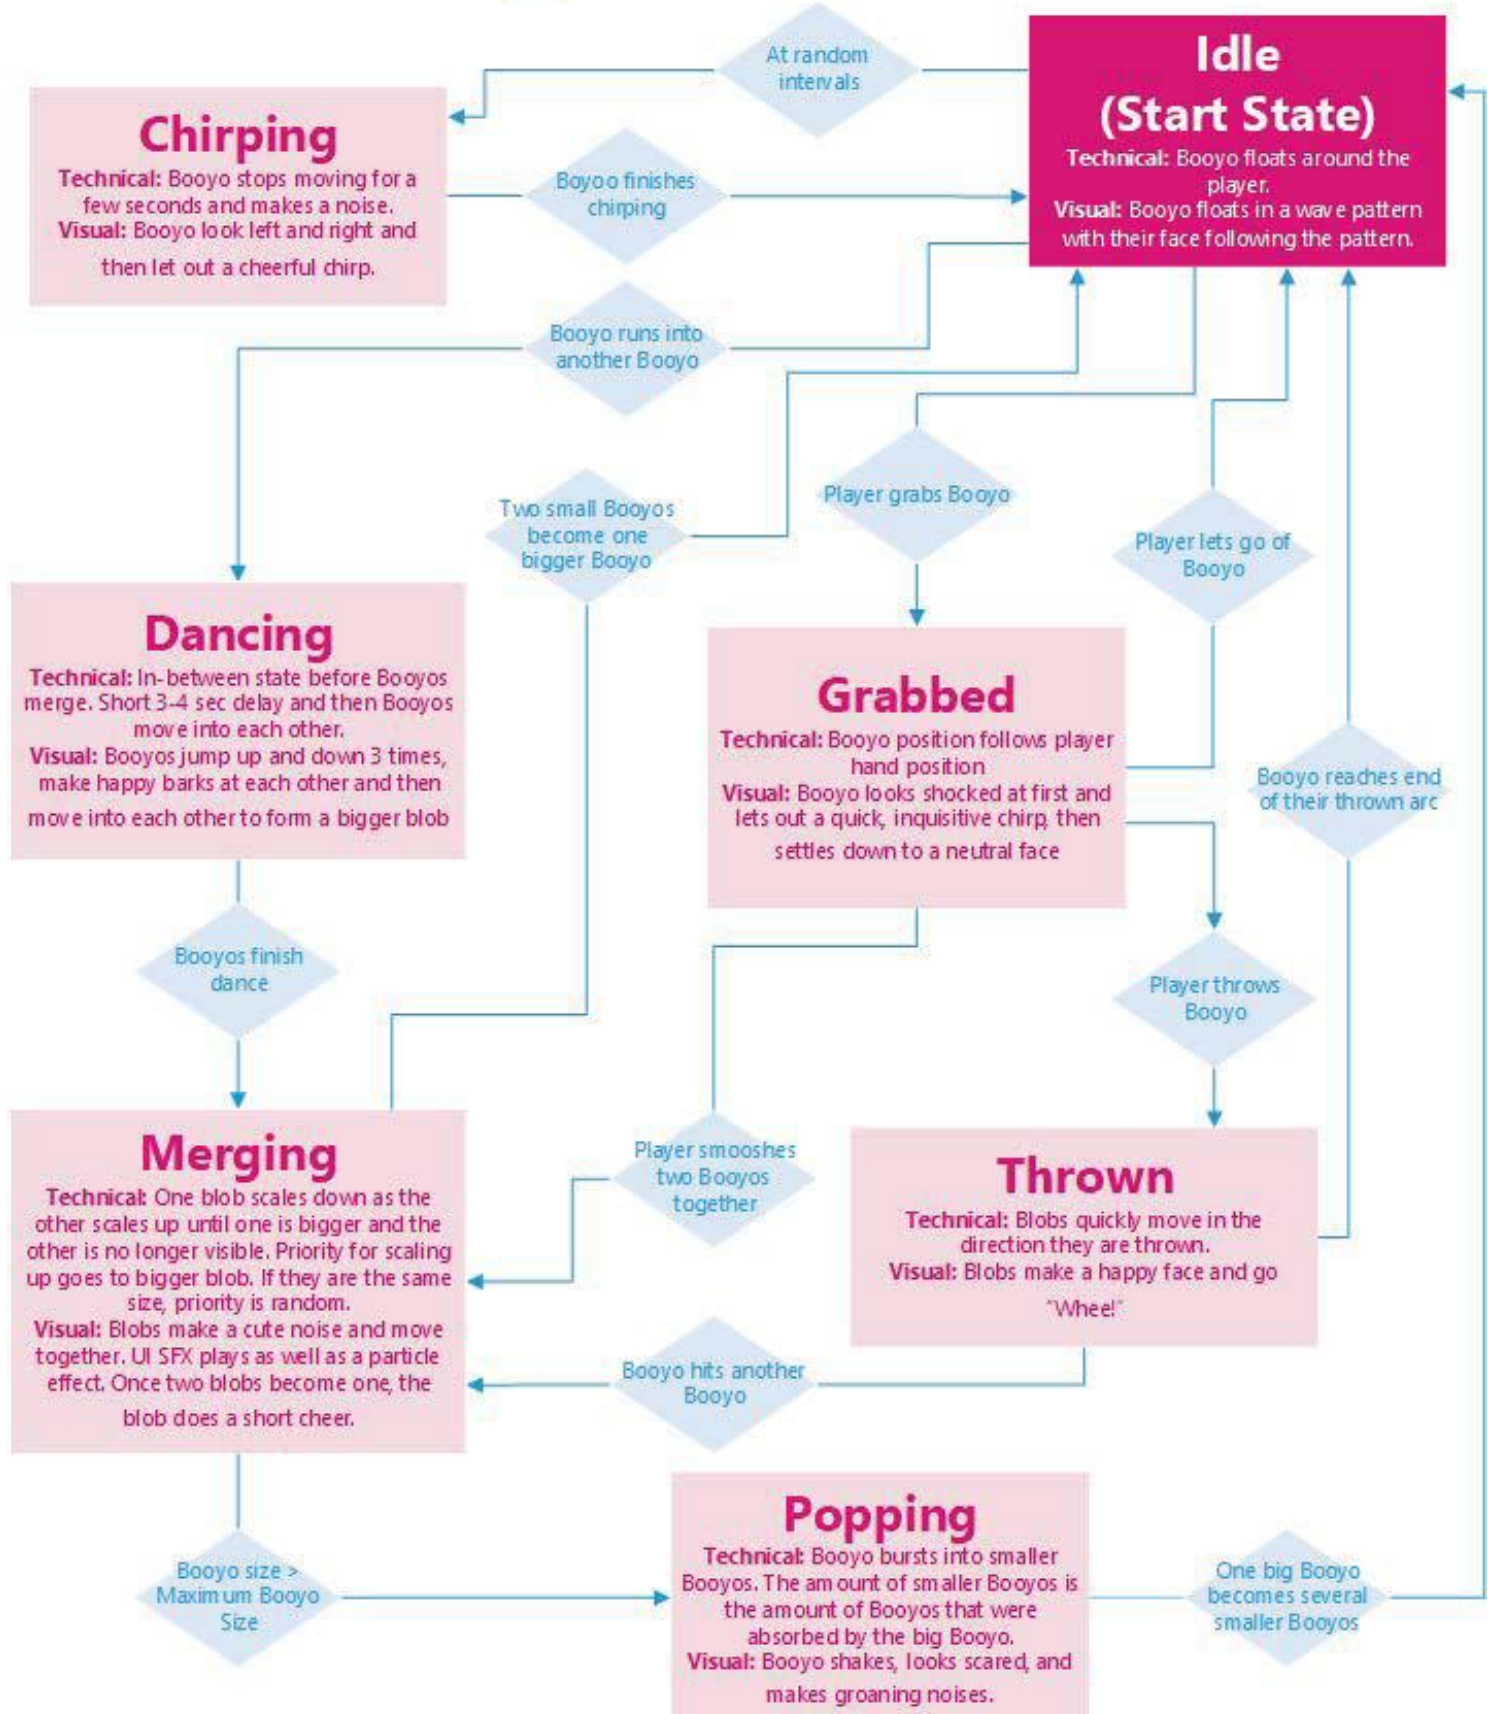 At random
intervals
Idle
(Start State)
Technical: Booyo floats around the
player.
Visual: Booyo floats in a wave pattern
with their face following the pattern.
Chirping
Technical: Booyo stops moving for a
few seconds and makes a noise.
Visual: Booyo look left and right and
then let out a cheerful chirp.
Boyoo finishes
chirping
Booyo runs into
another Booyo
Two small Booyos
become one
bigger Booyo
Player grabs Booyo
Player lets go of
Booyo
Dancing
Technical: In-between state before Booyos
merge. Short 3-4 sec delay and then Booyos
move into each other.
Visual: Booyos jump up and down 3 times,
make happy barks at each other and then
move into each other to form a bigger blob
Grabbed
Technical: Booyo position follows player
hand position
Visual: Booyo looks shocked at first and
lets out a quick, inquisitive chirp, then
settles down to a neutral face
Booyo reaches end
of their thrown arc
Booyos finish
dance
Player throws
Booyo
Merging
Technical: One blob scales down as the
other scales up until one is bigger and the
other is no longer visible. Priority for scaling
up goes to bigger blob. If they are the same
size, priority is random.
Visual: Blobs make a cute noise and move
together. UI SFX plays as well as a particle
effect. Once two blobs become one, the
blob does a short cheer.
Player smooshes
two Booyos
together
Thrown
Technical: Blobs quickly move in the
direction they are thrown.
Visual: Blobs make a happy face and go
"Whee!"
Booyo hits another
Booyo
Booyo size >
Maximum Booyo
Size
Popping
Technical: Booyo bursts into smaller
Booyos. The amount of smaller Booyos is
the amount of Booyos that were
absorbed by the big Booyo.
Visual: Booyo shakes, looks scared, and
makes groaning noises.
One big Booyo
becomes several
smaller Booyos